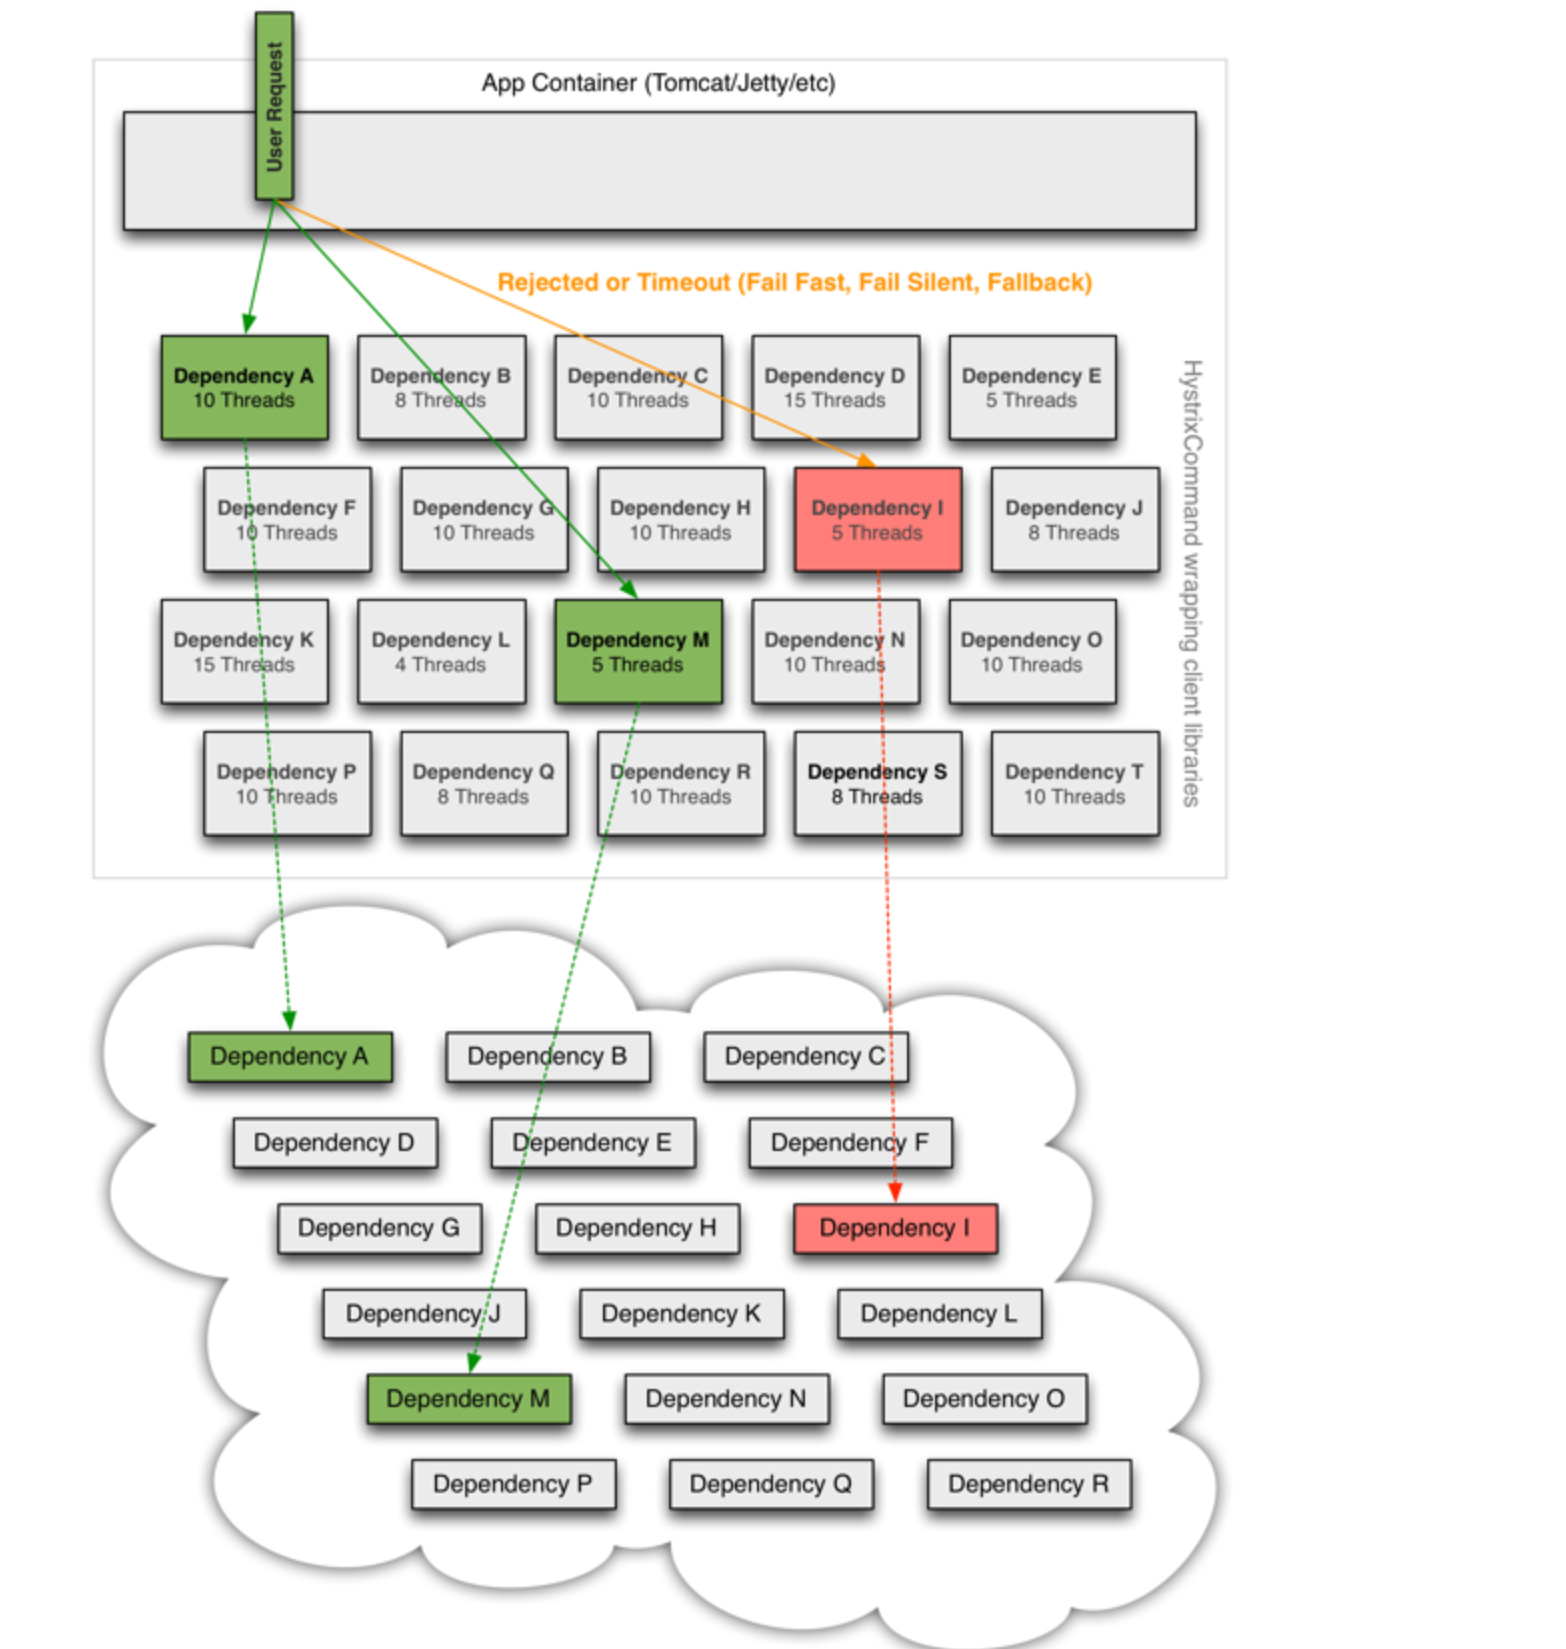 User Request
App Container (Tomcat/Jetty/etc)
Rejected or Timeout (Fail Fast, Fail Silent, Fallback)
Dependency A
10 Threads
Dependency B
8 Threads
Dependency C
10 Threads
Dependency D
15 Threads
Dependency E
5 Threads
Dependency F
10 Threads
Dependency G
10 Threads
Dependency H
10 Threads
Dependency I
5 Threads
Dependency J
8 Threads
Dependency K
15 Threads
Dependency L
4 Threads
Dependency M
5 Threads
Dependency N
10 Threads
Dependency O
10 Threads
Dependency P
10 Threads
Dependency Q
8 Threads
Dependency R
10 Threads
Dependency S
8 Threads
Dependency T
10 Threads
HystrixCommand wrapping client libraries
Dependency A
Dependency B
Dependency C
Dependency D
Dependency E
Dependency F
Dependency G
Dependency H
Dependency I
Dependency J
Dependency K
Dependency L
Dependency M
Dependency N
Dependency O
Dependency P
Dependency Q
Dependency R